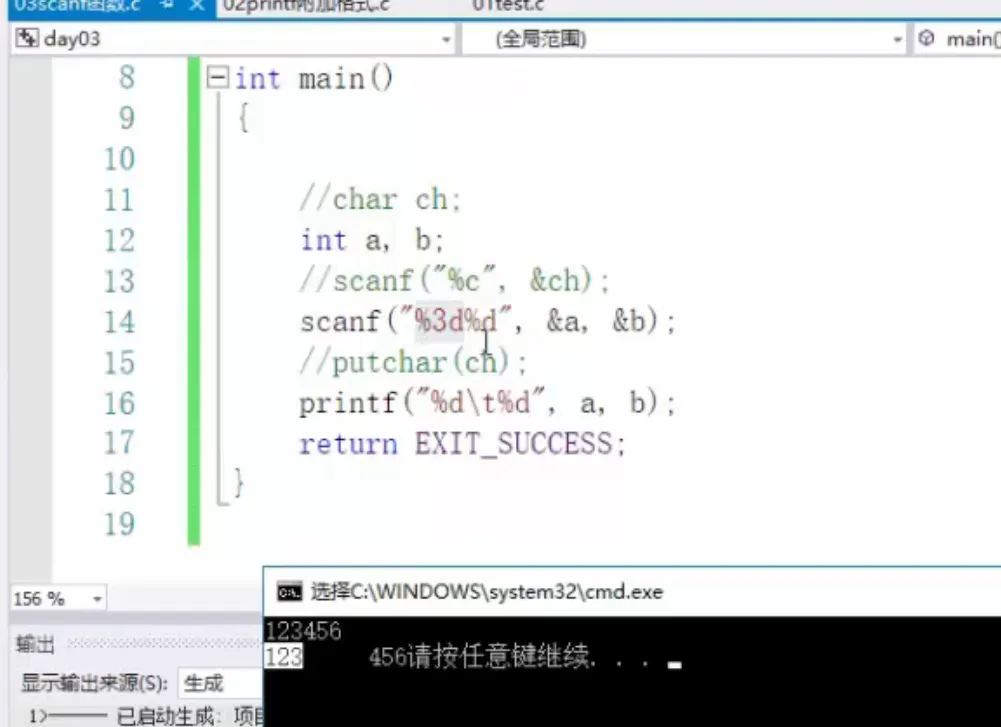 03scanf函数.c 02printf附加格式.c 01test.c
day03 (全局范围) main()
8 int main()
9 {
10
11 //char ch;
12 int a, b;
13 //scanf("%c", &ch);
14 scanf("%3d%d", &a, &b);
15 //putchar(ch);
16 printf("%d\t%d", a, b);
17 return EXIT_SUCCESS;
18 }
19
156 %
选择C:\WINDOWS\system32\cmd.exe
123456
123 456请按任意键继续. . .
输出
显示输出来源(S): 生成
1>—— 已启动生成: 项目